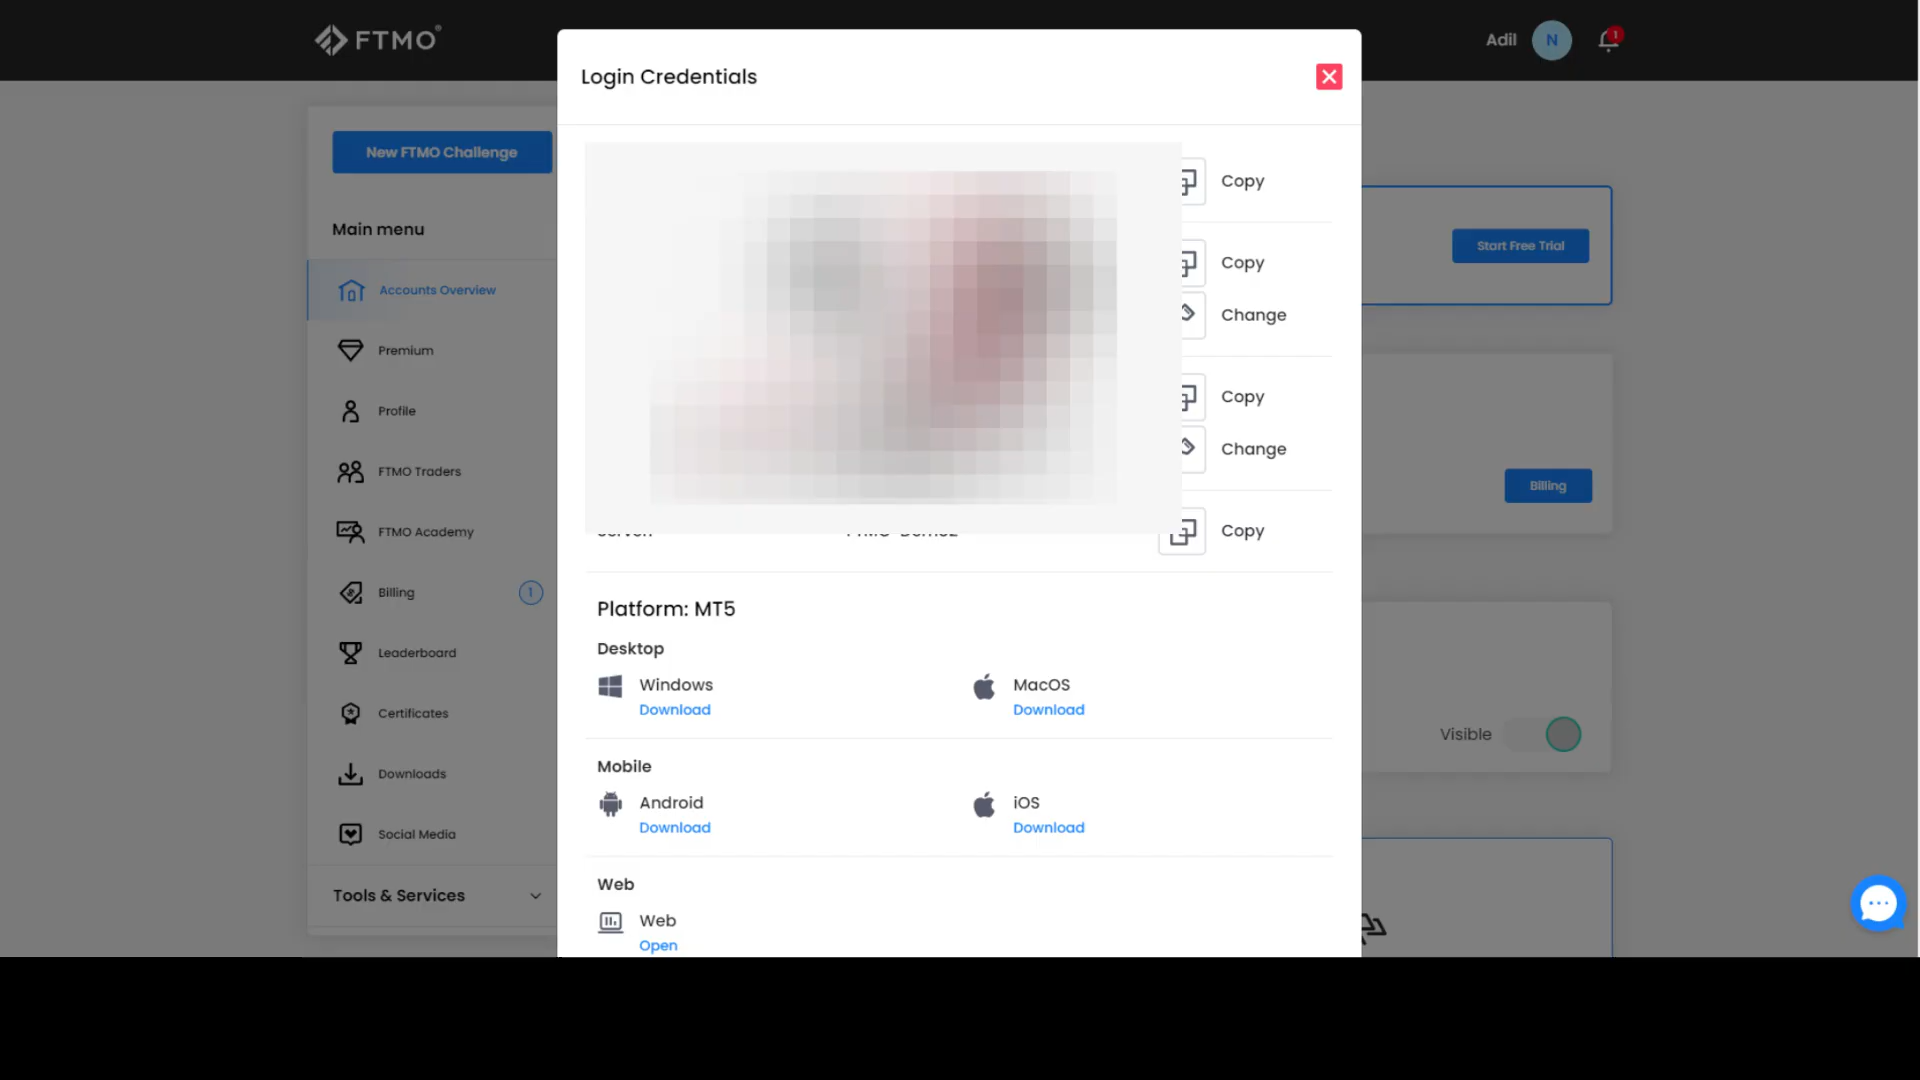 FTMO®
Adil
N
1
Login Credentials
New FTMO Challenge
Main menu
Accounts Overview
Premium
Profile
FTMO Traders
FTMO Academy
Billing
1
Leaderboard
Certificates
Downloads
Social Media
Tools & Services
Copy
Copy
Change
Copy
Change
Copy
Platform: MT5
Desktop
Windows
Download
MacOS
Download
Mobile
Android
Download
iOS
Download
Web
Web
Open
Start Free Trial
Billing
Visible